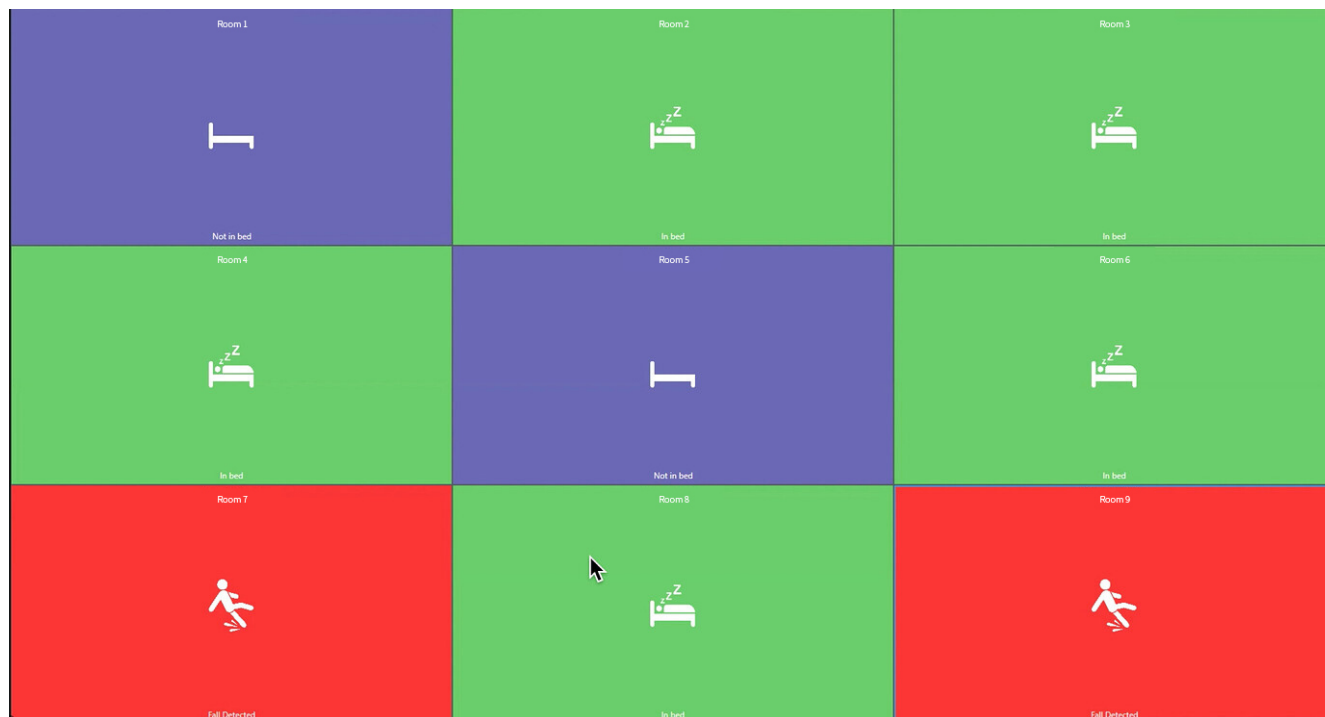 Room 1
Room 2
Room 3
Not in bed
In bed
In bed
Room 4
Room 5
Room 6
In bed
Not in bed
In bed
Room 7
Room 8
Room 9
Fall Detected
In bed
Fall Detected